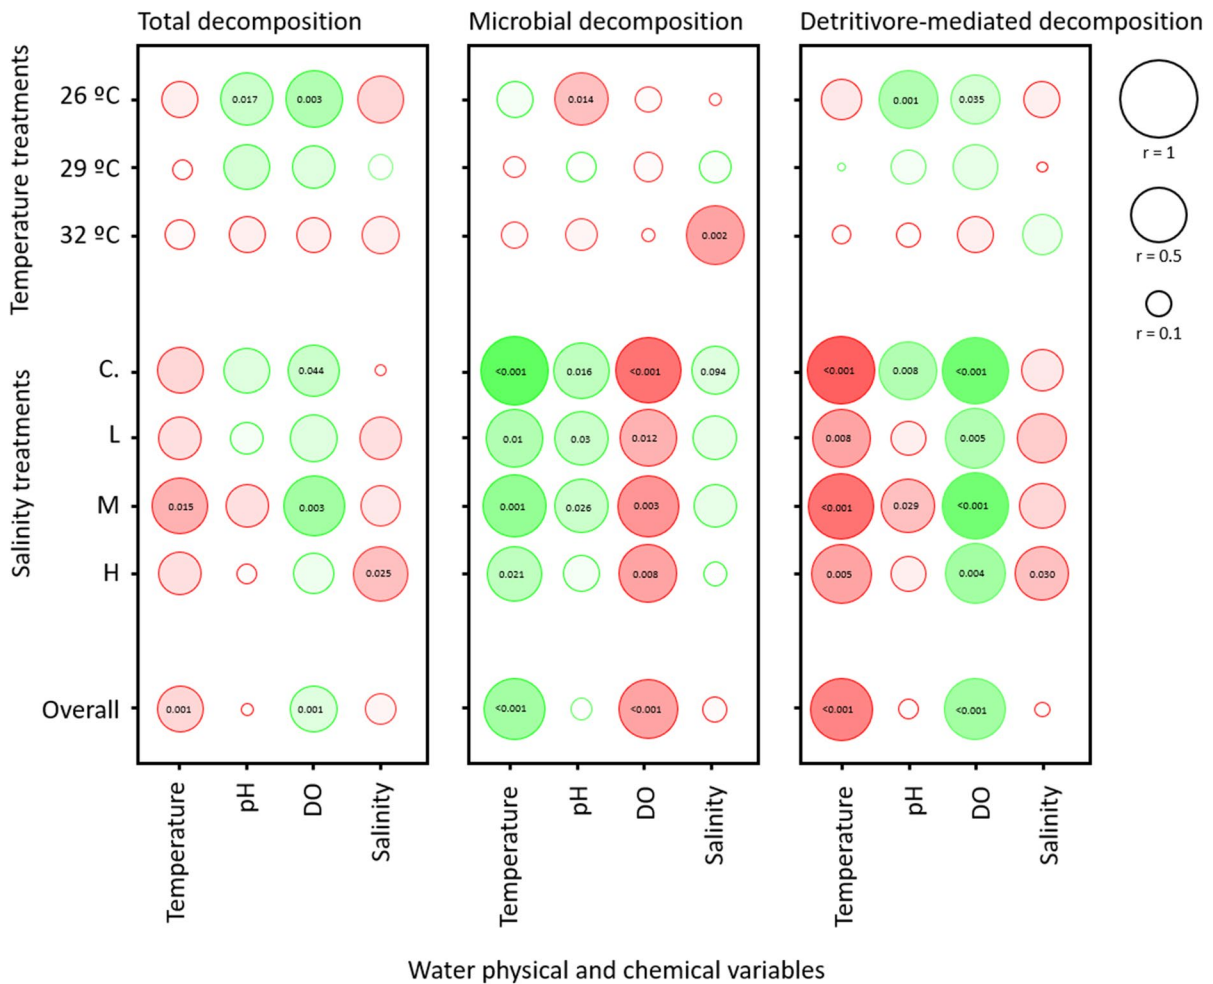 Total decomposition
Microbial decomposition
Detritivore-mediated decomposition
Temperature treatments
26 ºC
0.017
0.003
0.014
0.001
0.035
r = 1
29 ºC
32 ºC
0.002
r = 0.5
r = 0.1
Salinity treatments
C.
0.044
<0.001
0.016
<0.001
0.094
<0.001
0.008
<0.001
L
0.01
0.03
0.012
0.008
0.005
M
0.015
0.003
0.001
0.026
0.003
<0.001
0.029
<0.001
H
0.025
0.021
0.008
0.005
0.004
0.030
Overall
0.001
0.001
<0.001
<0.001
<0.001
<0.001
Temperature
pH
DO
Salinity
Temperature
pH
DO
Salinity
Temperature
pH
DO
Salinity
Water physical and chemical variables